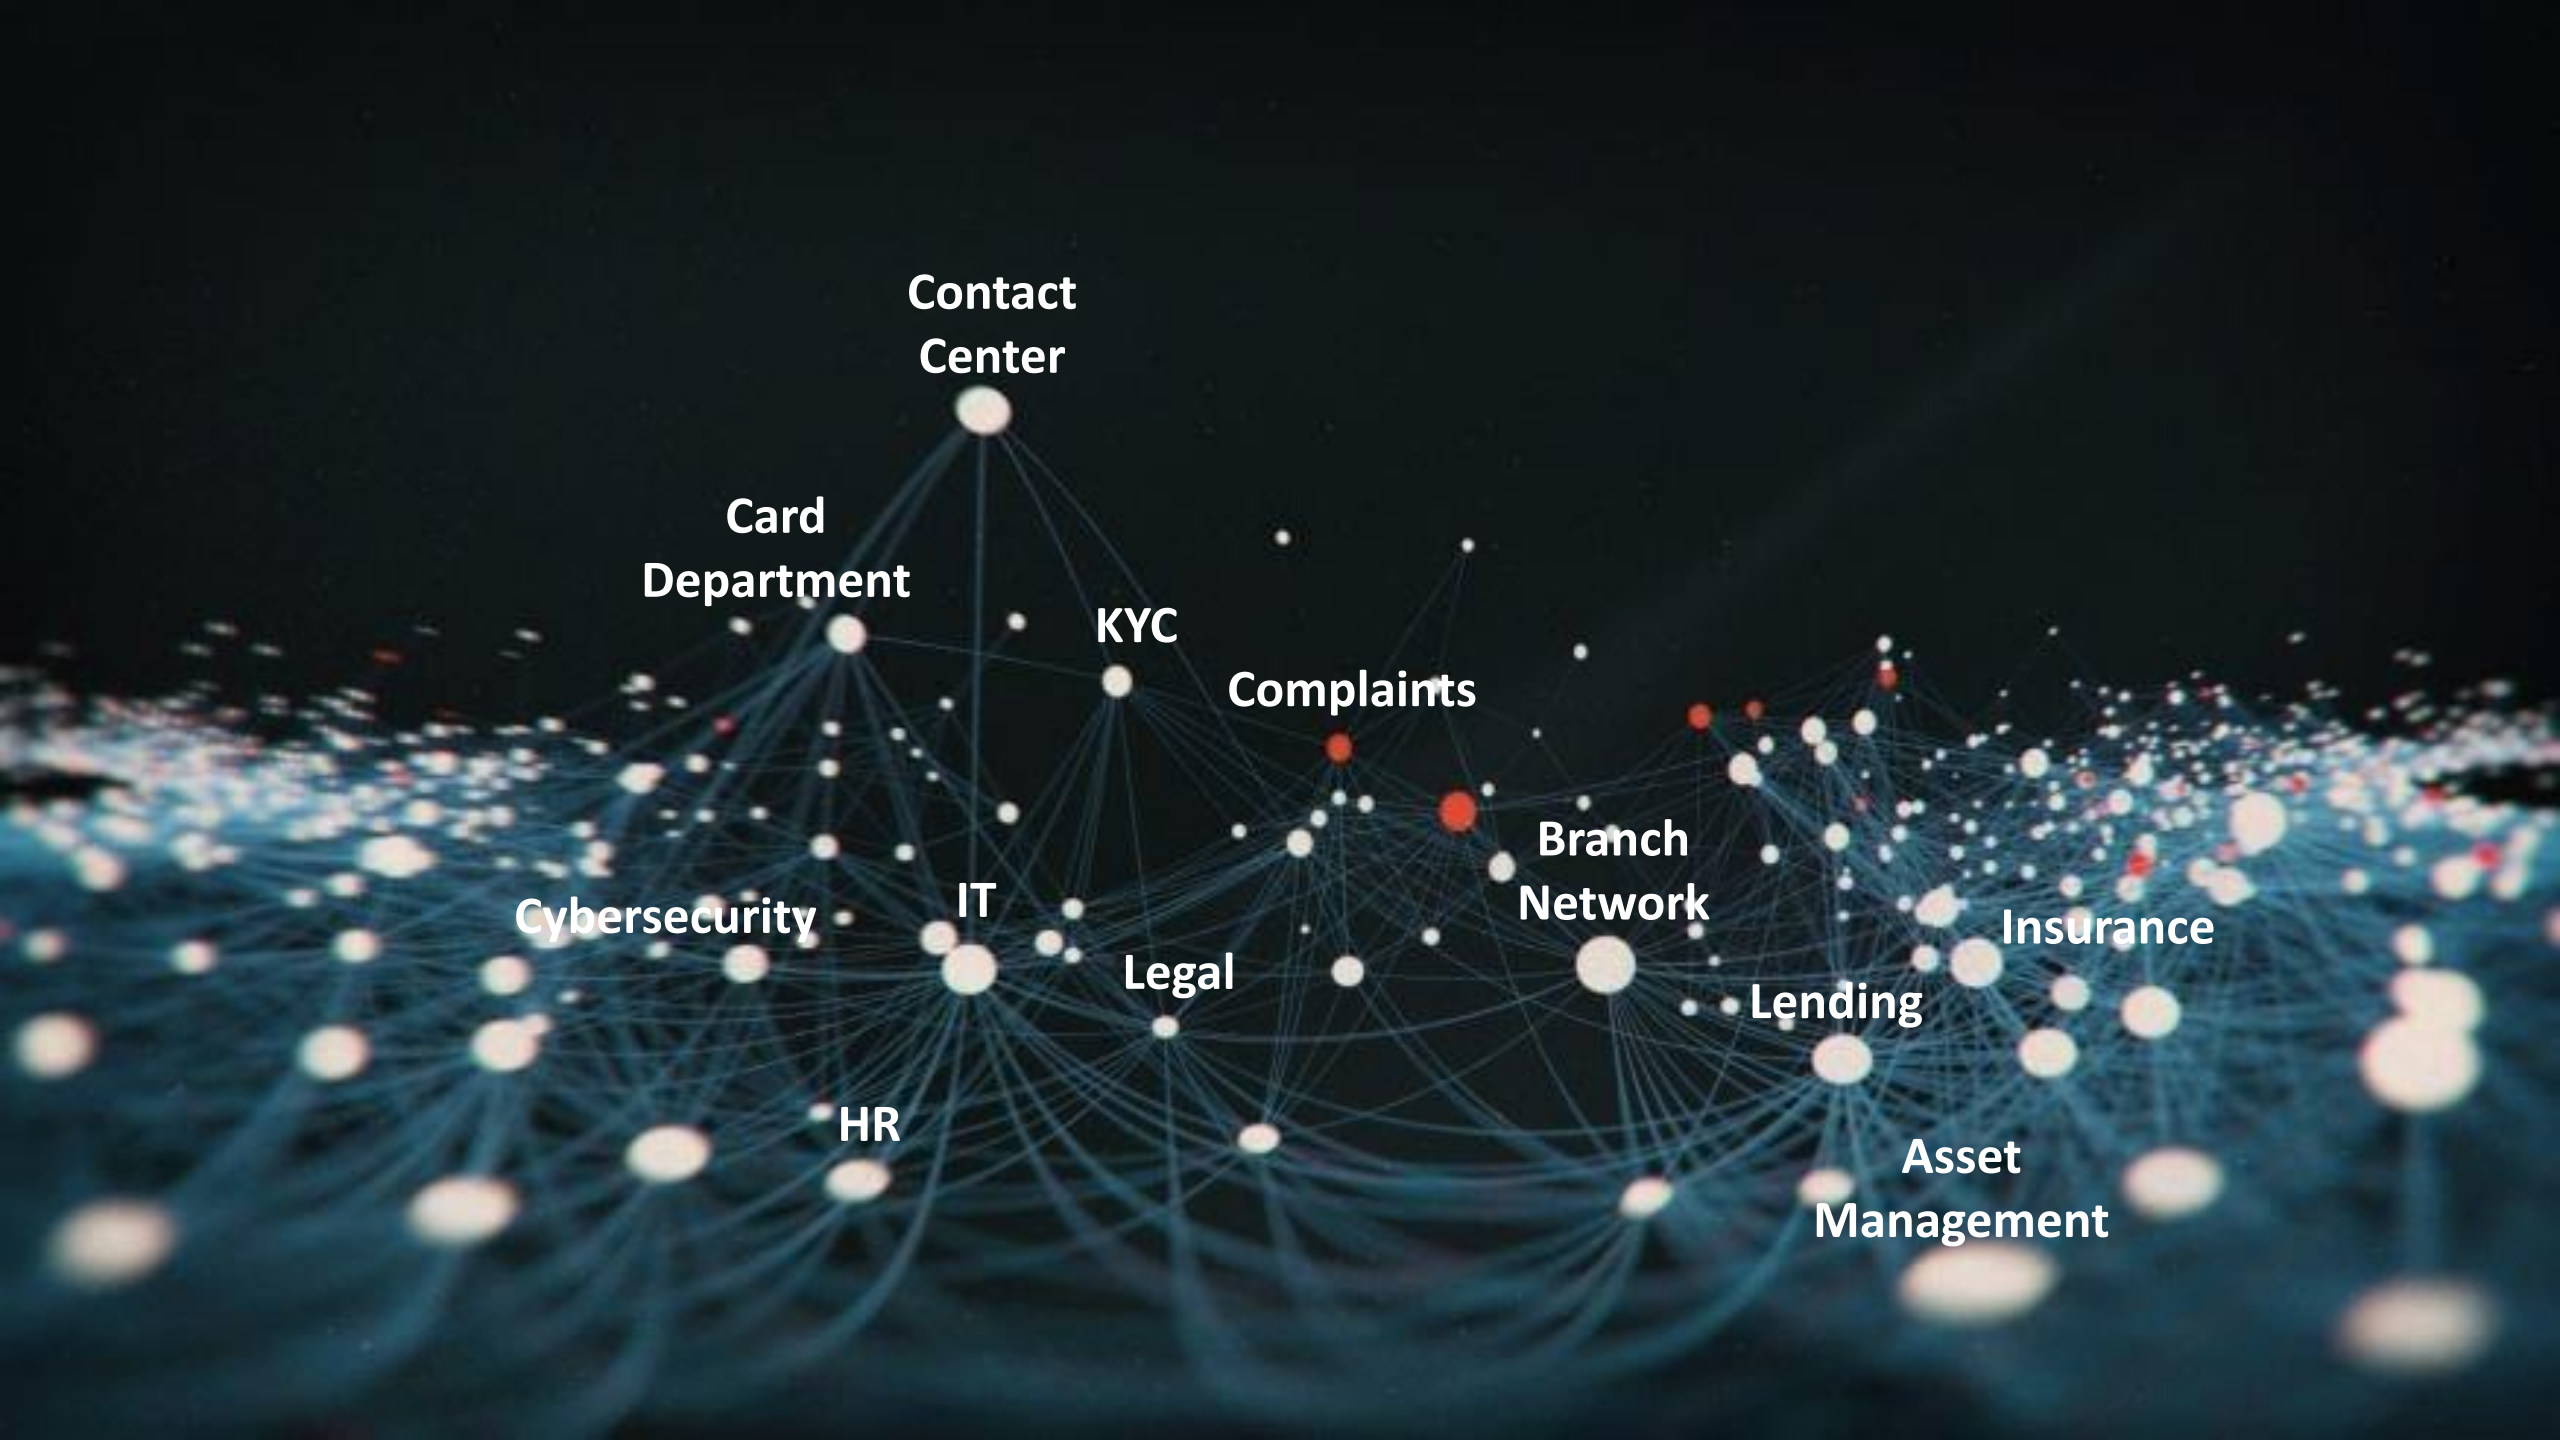 Contact
Center
Card
Department
KYC
Complaints
Branch
Network
IT
Cybersecurity
Insurance
Legal
Lending
HR
Asset
Management